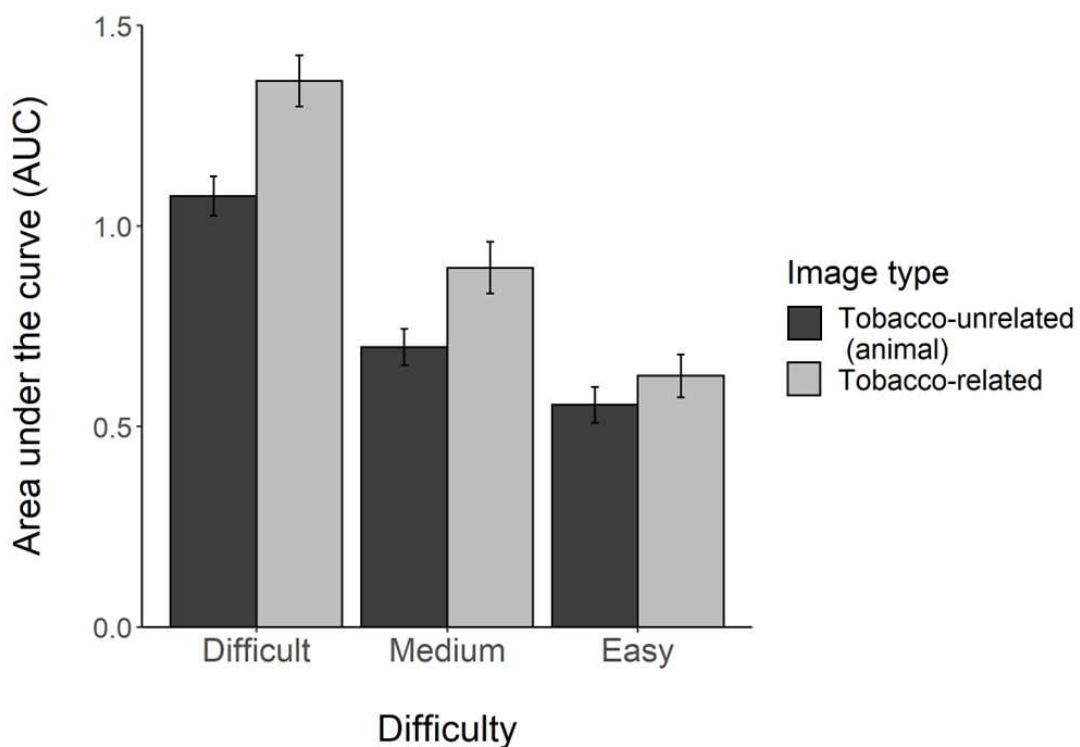 Area under the curve (AUC)
1.5
1.0
0.5
0.0
Difficult Medium Easy
Difficulty
Image type
Tobacco-unrelated
(animal)
Tobacco-related